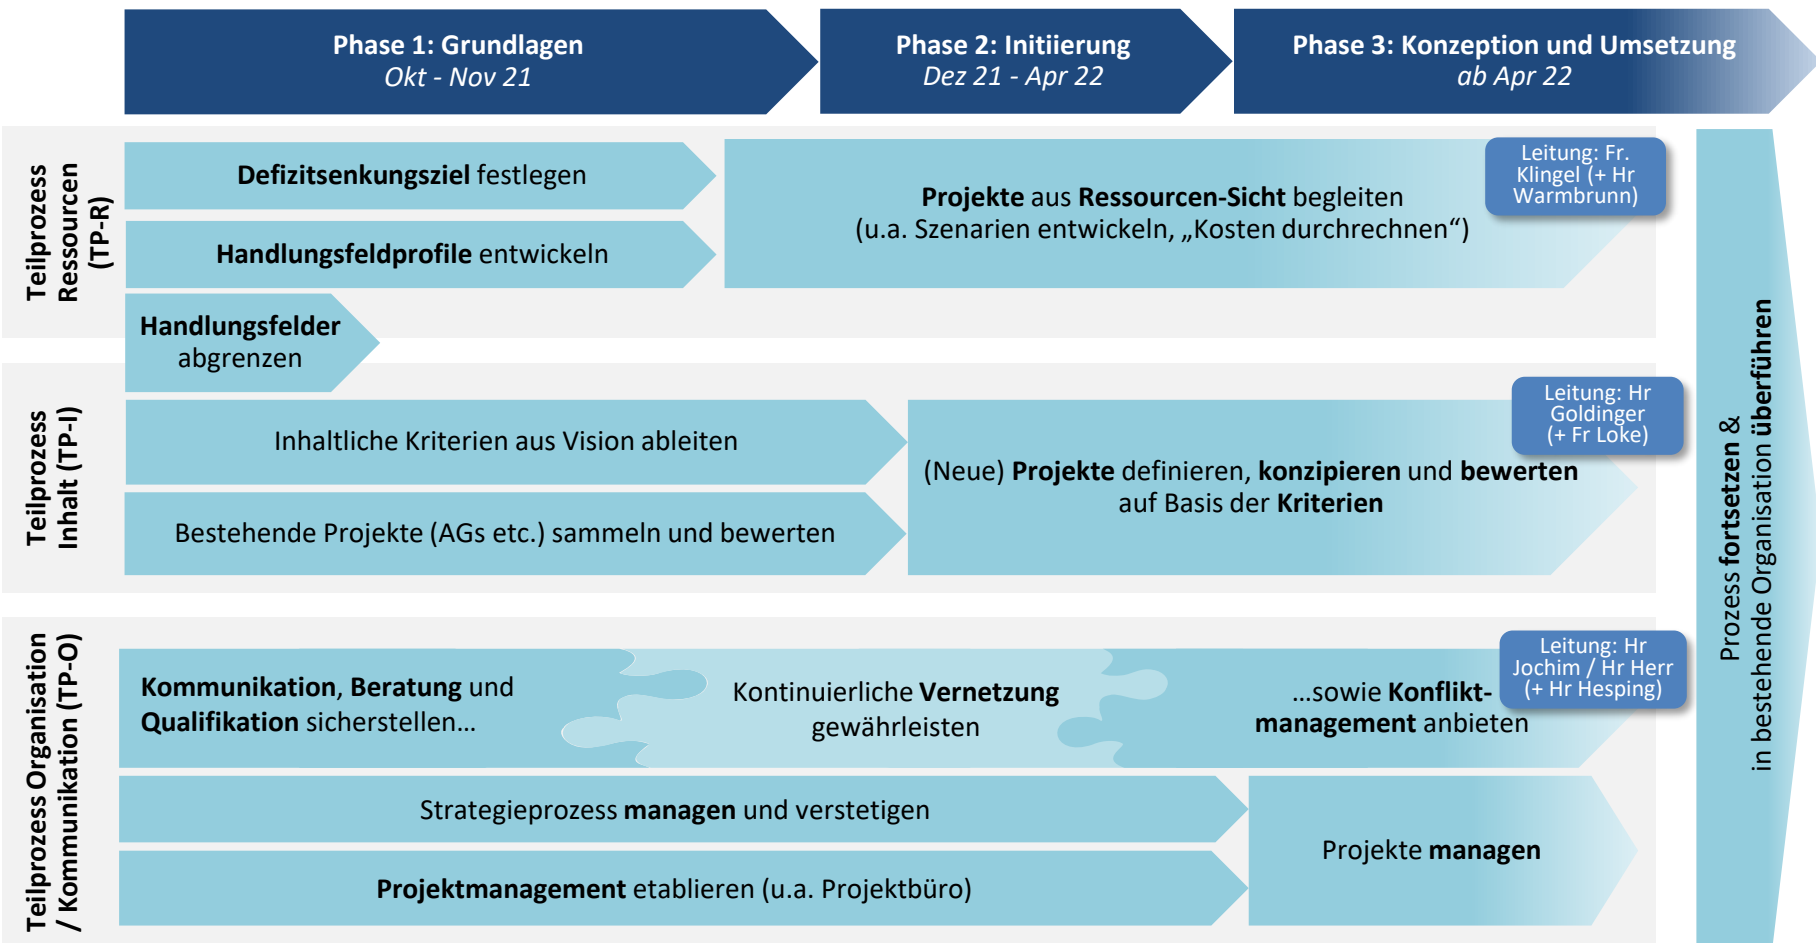 Phase 1: Grundlagen
Okt - Nov 21
Phase 2: Initiierung
Dez 21 - Apr 22
Phase 3: Konzeption und Umsetzung
ab Apr 22
Teilprozess
Ressourcen
(TP-R)
Defizitsenkungsziel festlegen
Handlungsfeldprofile entwickeln
Handlungsfelder
abgrenzen
Projekte aus Ressourcen-Sicht begleiten
(u.a. Szenarien entwickeln, „Kosten durchrechnen“)
Leitung: Fr.
Klingel (+ Hr
Warmbrunn)
Teilprozess
Inhalt (TP-I)
Inhaltliche Kriterien aus Vision ableiten
Bestehende Projekte (AGs etc.) sammeln und bewerten
(Neue) Projekte definieren, konzipieren und bewerten
auf Basis der Kriterien
Leitung: Hr
Goldinger
(+ Fr Loke)
Teilprozess Organisation
/ Kommunikation (TP-O)
Kommunikation, Beratung und
Qualifikation sicherstellen…
Kontinuierliche Vernetzung
gewährleisten
…sowie Konflikt-
management anbieten
Leitung: Hr
Jochim / Hr Herr
(+ Hr Hesping)
Strategieprozess managen und verstetigen
Projektmanagement etablieren (u.a. Projektbüro)
Projekte managen
Prozess fortsetzen &
in bestehende Organisation überführen